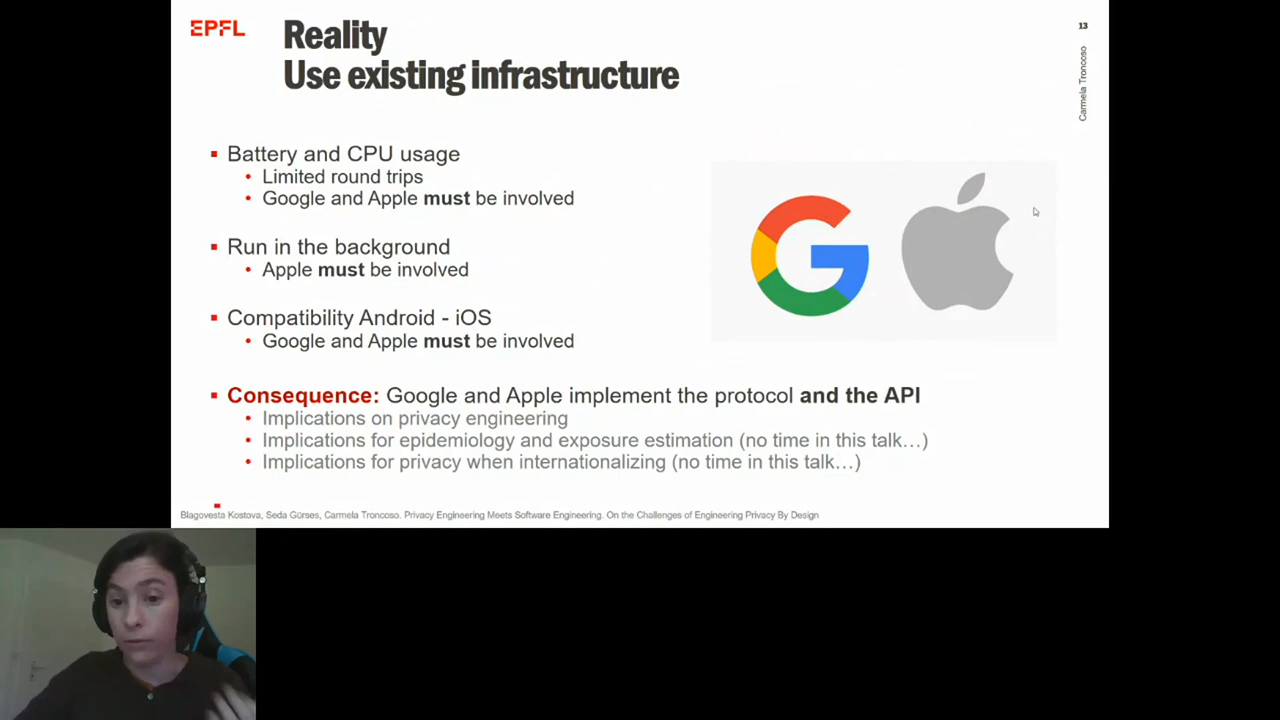 EPFL
Reality
Use existing infrastructure
13
Carmela Troncoso
▪ Battery and CPU usage
• Limited round trips
• Google and Apple must be involved
▪ Run in the background
• Apple must be involved
▪ Compatibility Android - iOS
• Google and Apple must be involved
▪ Consequence: Google and Apple implement the protocol and the API
• Implications on privacy engineering
• Implications for epidemiology and exposure estimation (no time in this talk…)
• Implications for privacy when internationalizing (no time in this talk…)
Blagovesta Kostova, Seda Gürses, Carmela Troncoso. Privacy Engineering Meets Software Engineering. On the Challenges of Engineering Privacy By Design